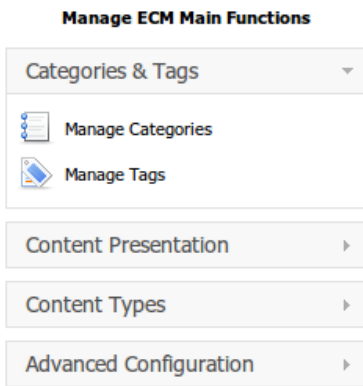 Manage ECM Main Functions
Categories & Tags
Manage Categories
Manage Tags
Content Presentation
Content Types
Advanced Configuration